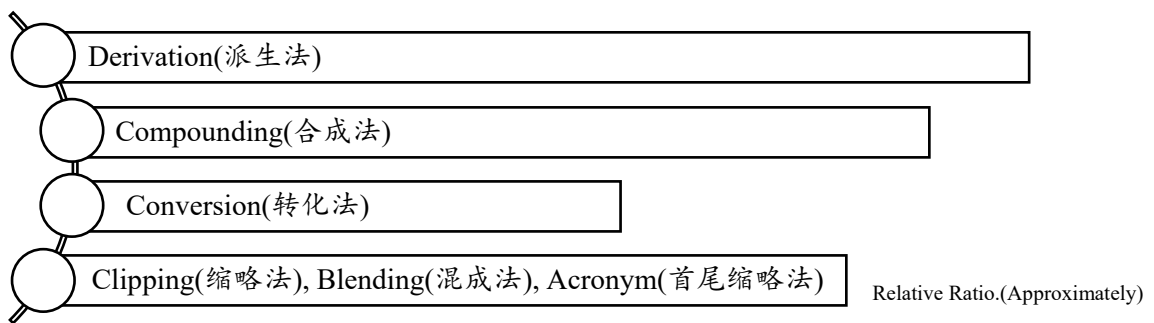 Derivation(派生法)
Compounding(合成法)
Conversion(转化法)
Clipping(缩略法), Blending(混成法), Acronym(首尾缩略法)
Relative Ratio.(Approximately)